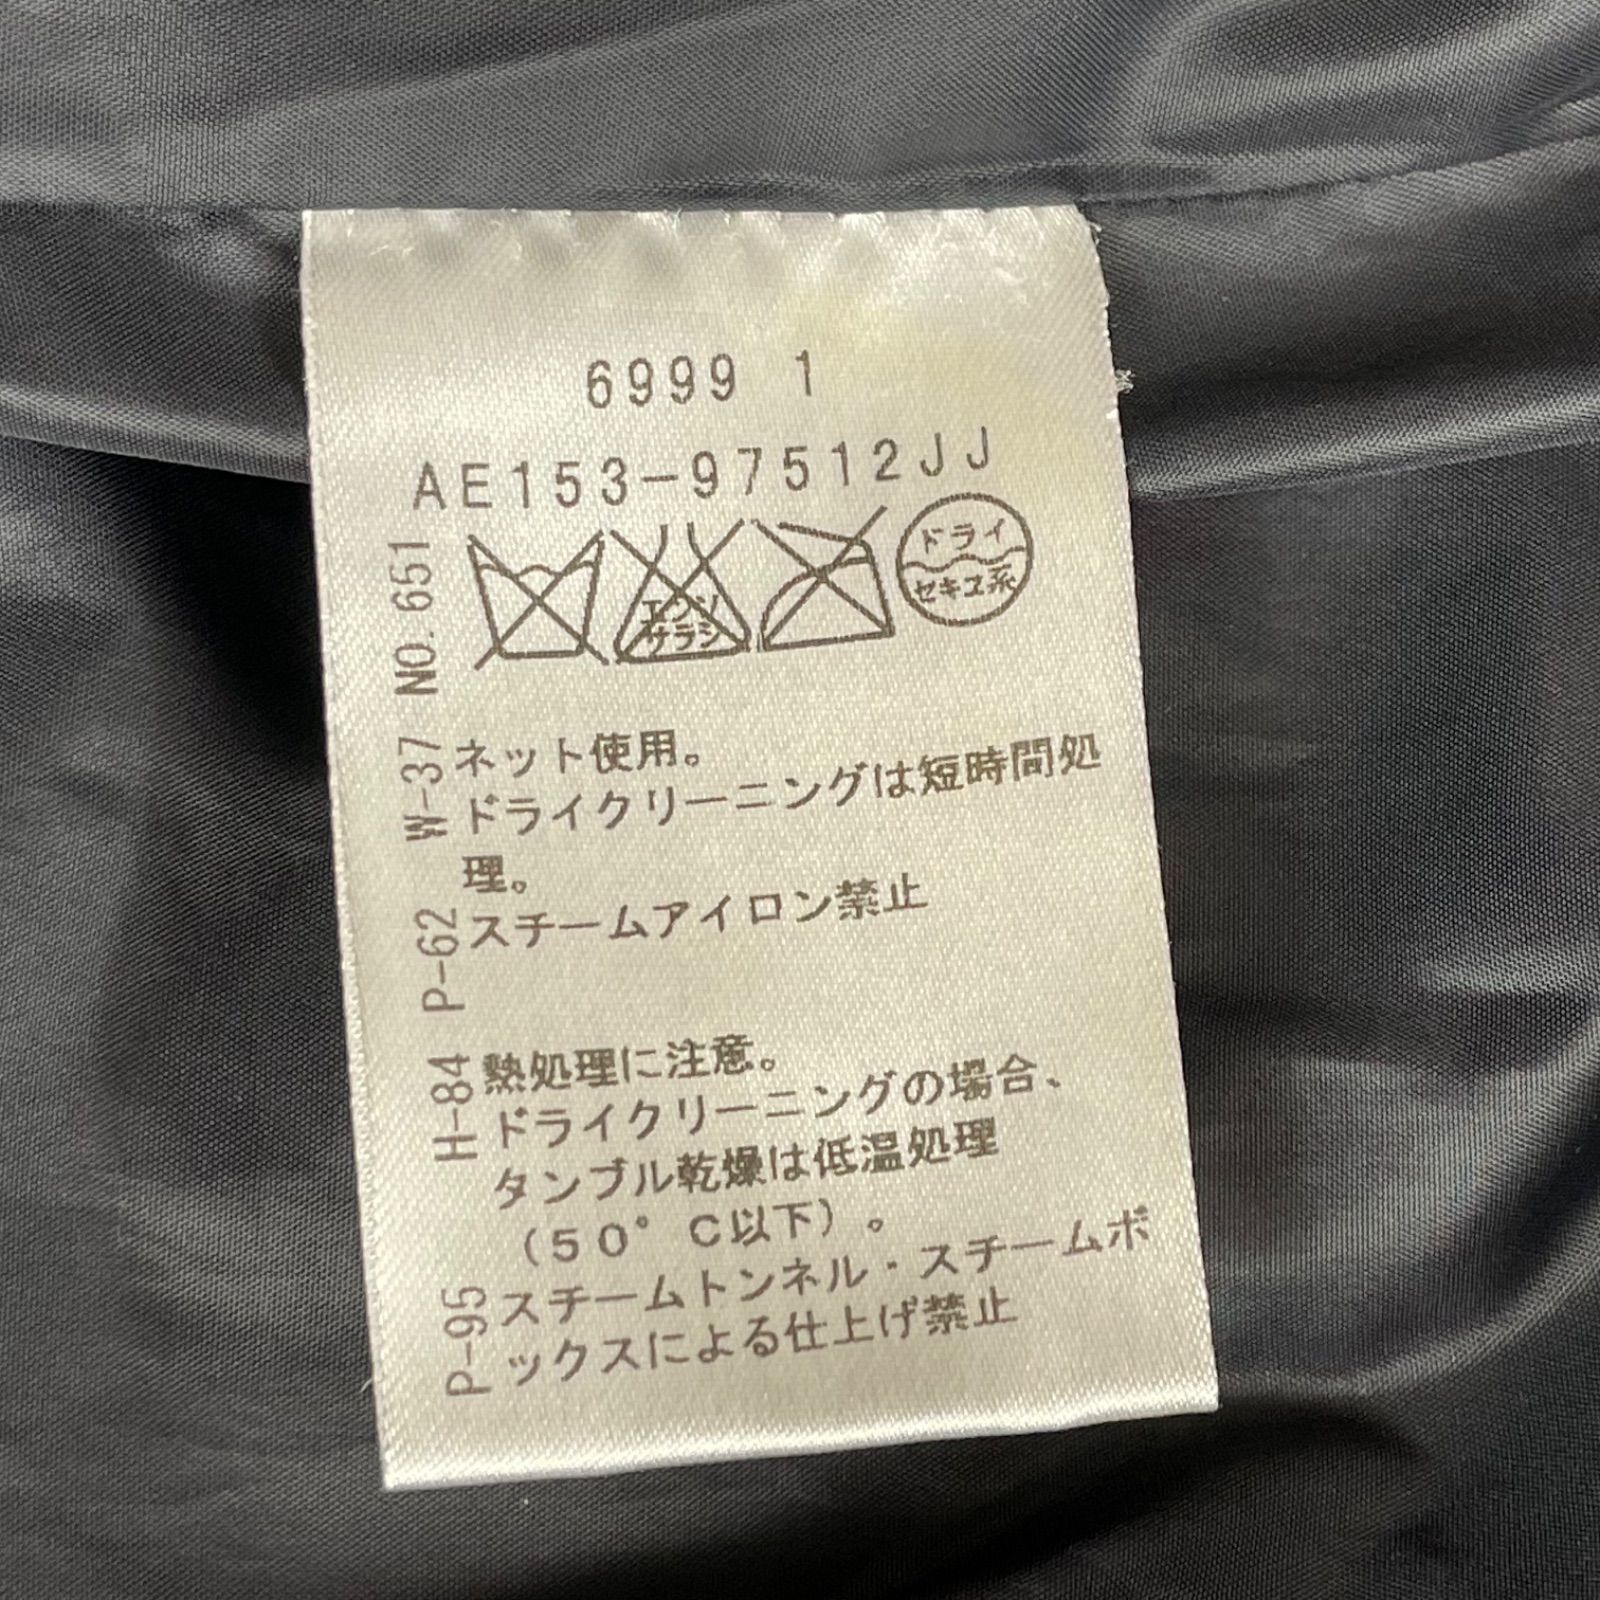 6999 1
AE153-97512JJ
エンソ
サラシ
ドライ
セキユ系
NO.651
W-37
P-62
H-84
P-95
ネット使用。
ドライクリーニングは短時間処
理。
スチームアイロン禁止
熱処理に注意。
ドライクリーニングの場合、
タンブル乾燥は低温処理
(50°C以下)。
スチームトンネル・スチームボ
ックスによる仕上げ禁止